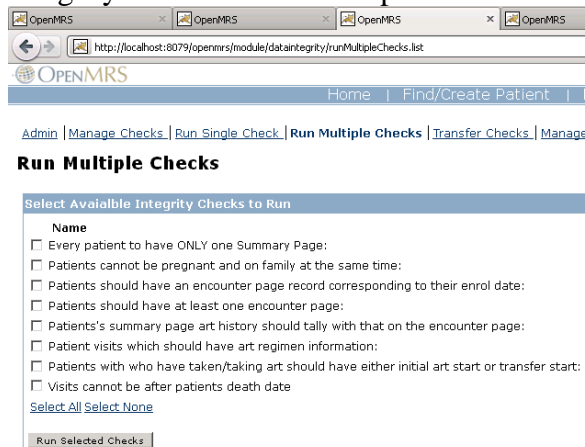 OpenMRS OpenMRS OpenMRS OpenMRS
http://localhost:8079/openmrs/module/dataintegrity/runMultipleChecks.list
OPENMRS
Home | Find/Create Patient |
Admin | Manage Checks | Run Single Check | Run Multiple Checks | Transfer Checks | Manage
Run Multiple Checks
Select Avaialble Integrity Checks to Run
Name
Every patient to have ONLY one Summary Page:
Patients cannot be pregnant and on family at the same time:
Patients should have an encounter page record corresponding to their enrol date:
Patients should have at least one encounter page:
Patients's summary page art history should tally with that on the encounter page:
Patient visits which should have art regimen information:
Patients with who have taken/taking art should have either initial art start or transfer start:
Visits cannot be after patients death date
Select All Select None
Run Selected Checks